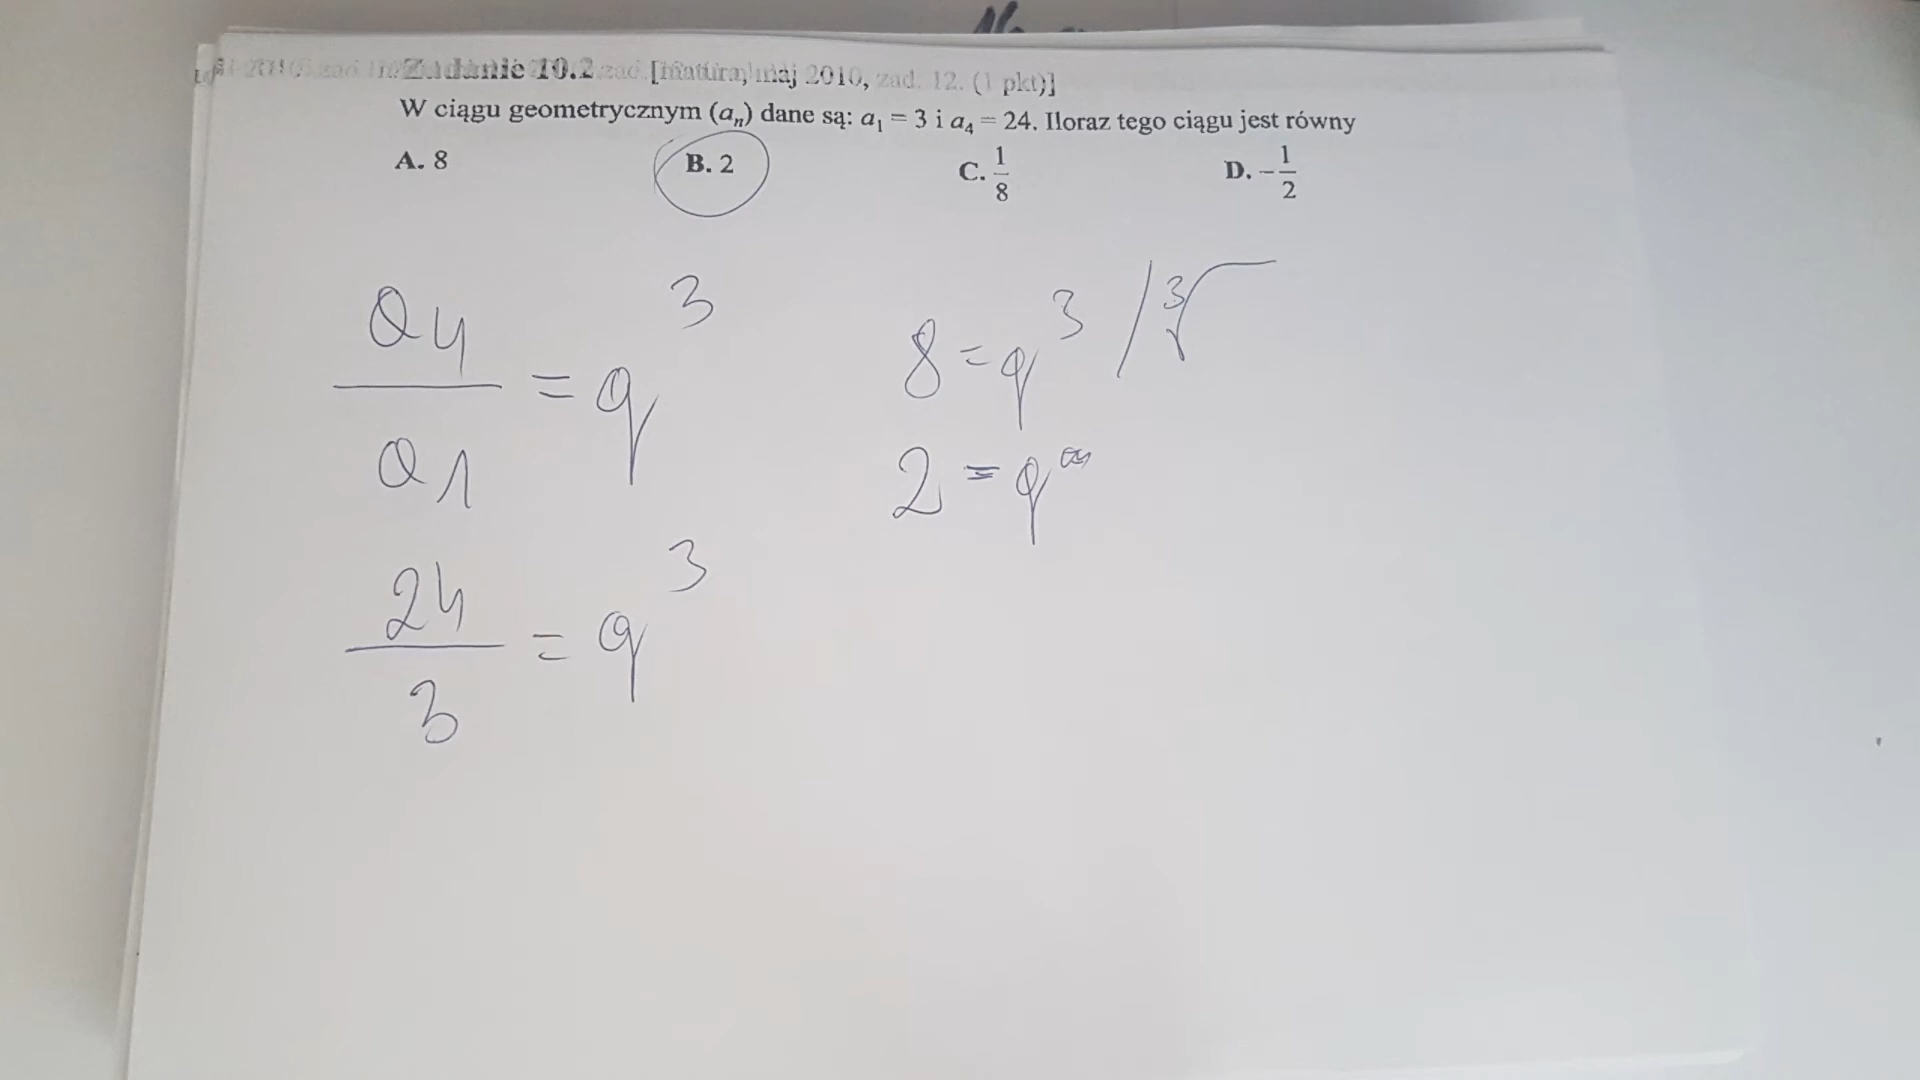 Zadanie 10.2 [matura, maj 2010, zad. 12. (1 pkt)]
W ciągu geometrycznym (aₙ) dane są: a₁ = 3 i a₄ = 24. Iloraz tego ciągu jest równy
A. 8 B. 2 C. 1/8 D. -1/2
a4/a1 = q³
24/3 = q³
8 = q³ /∛
2 = q